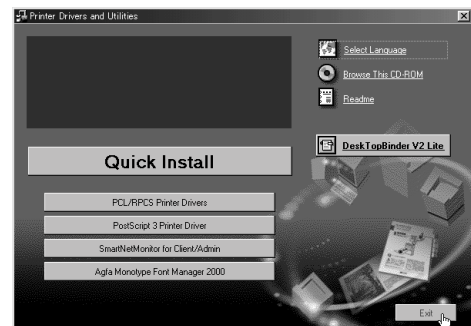 Printer Drivers and Utilities
Select Language
Browse This CD-ROM
Readme
DeskTopBinder V2 Lite
Quick Install
PCL/RPCS Printer Drivers
PostScript 3 Printer Driver
SmartNetMonitor for Client/Admin
Agfa Monotype Font Manager 2000
Exit